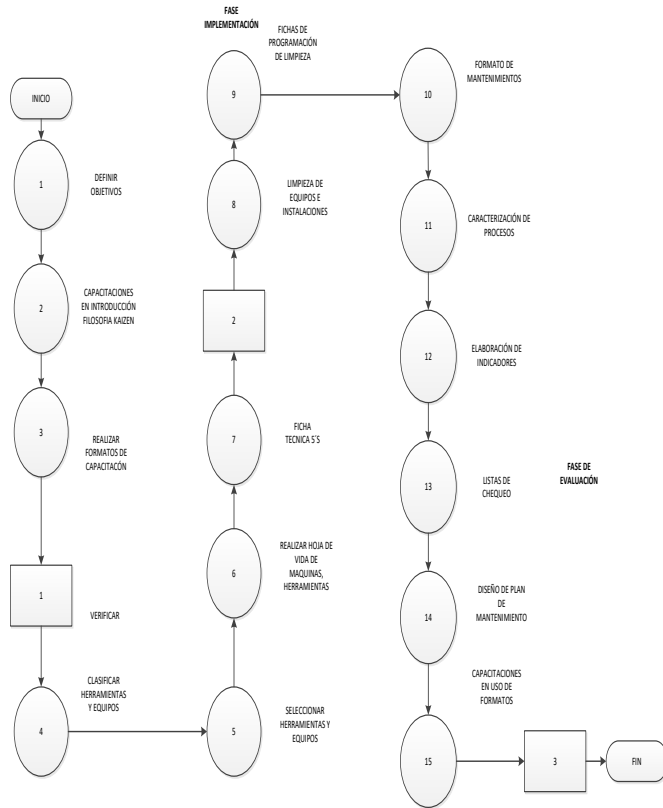 INICIO
1
DEFINIR
OBJETIVOS
2
CAPACITACIONES
EN INTRODUCCIÓN
FILOSOFIA KAIZEN
3
REALIZAR
FORMATOS DE
CAPACITACÓN
1
VERIFICAR
4
CLASIFICAR
HERRAMIENTAS
Y EQUIPOS
5
SELECCIONAR
HERRAMIENTAS Y
EQUIPOS
6
REALIZAR HOJA DE
VIDA DE
MAQUINAS,
HERRAMIENTAS
7
FICHA
TECNICA 5´S
2
8
LIMPIEZA DE
EQUIPOS E
INSTALACIONES
FASE
IMPLEMENTACIÓN
9
FICHAS DE
PROGRAMACIÓN
DE LIMPIEZA
10
FORMATO DE
MANTENIMIENTOS
11
CARACTERIZACIÓN DE
PROCESOS
12
ELABORACIÓN DE
INDICADORES
13
LISTAS DE
CHEQUEO
FASE DE
EVALUACIÓN
14
DISEÑO DE PLAN
DE
MANTENIMIENTO
15
CAPACITACIONES
EN USO DE
FORMATOS
3
FIN